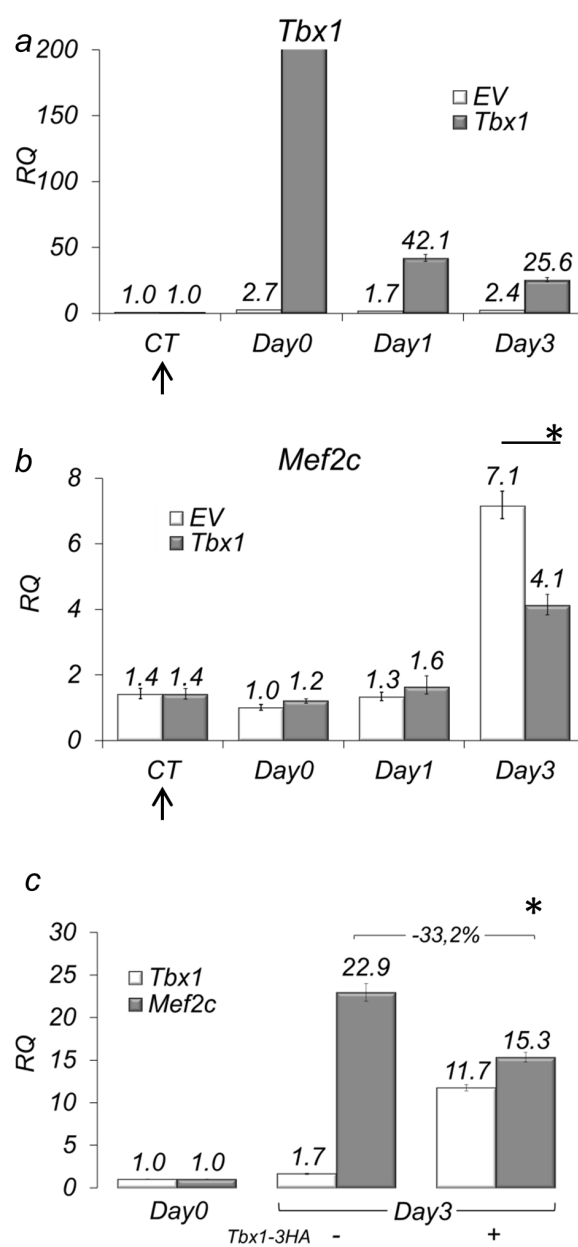 a
Tbx1
200
150
100
50
0
RQ
EV
Tbx1
1.0 1.0 2.7 1.7 42.1 2.4 25.6
CT Day0 Day1 Day3
b
Mef2c
*
8
6
4
2
0
RQ
EV
Tbx1
1.4 1.4 1.0 1.2 1.3 1.6 7.1 4.1
CT Day0 Day1 Day3
c
*
-33,2%
30
25
20
15
10
5
0
RQ
Tbx1
Mef2c
1.0 1.0 1.7 22.9 11.7 15.3
Day0 Day3
Tbx1-3HA - +